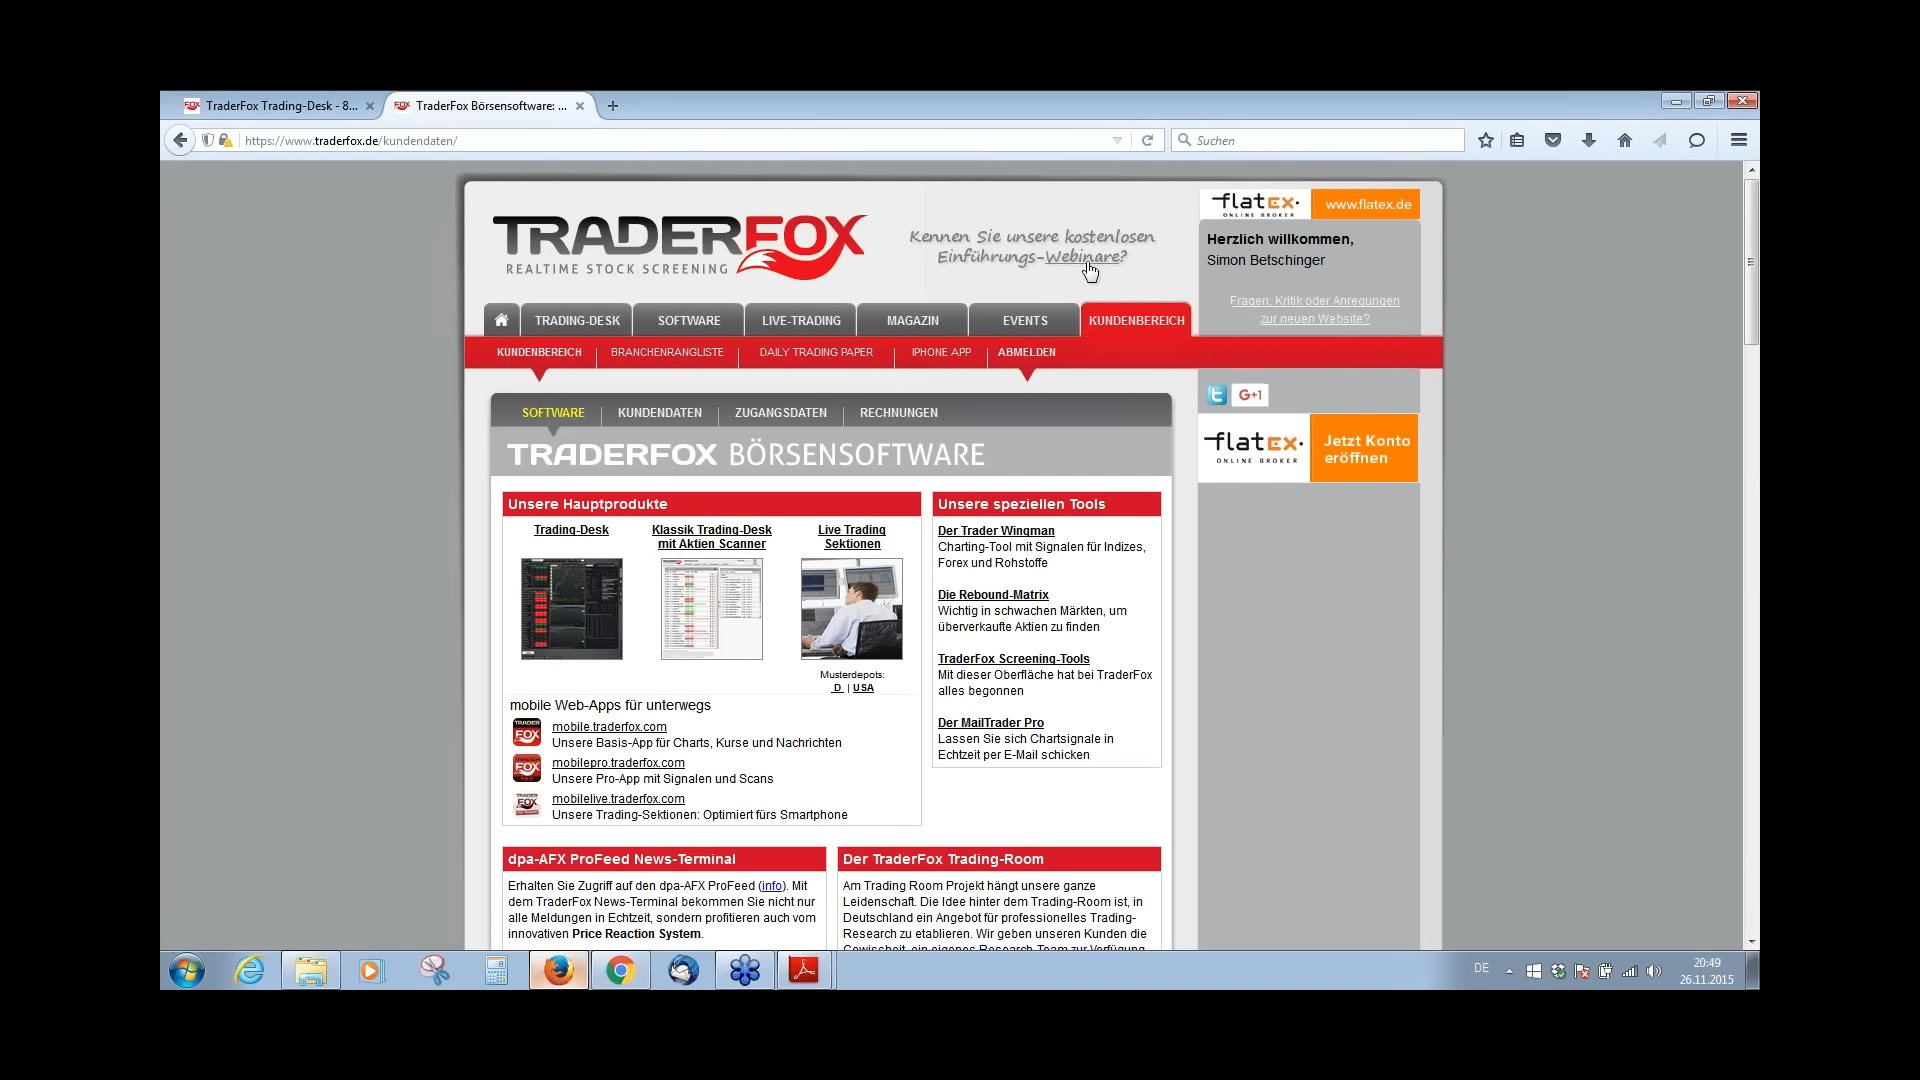 TraderFox Trading-Desk - 8...
TraderFox Börsensoftware: ...
https://www.traderfox.de/kundendaten/
Suchen
TRADERFOX
REALTIME STOCK SCREENING
Kennen Sie unsere kostenlosen
Einführungs-Webinare?
flatex
ONLINE BROKER
www.flatex.de
Herzlich willkommen,
Simon Betschinger
Fragen, Kritik oder Anregungen
zur neuen Website?
TRADING-DESK
SOFTWARE
LIVE-TRADING
MAGAZIN
EVENTS
KUNDENBEREICH
KUNDENBEREICH
BRANCHENRANGLISTE
DAILY TRADING PAPER
IPHONE APP
ABMELDEN
G+1
SOFTWARE
KUNDENDATEN
ZUGANGSDATEN
RECHNUNGEN
flatex
ONLINE BROKER
Jetzt Konto
eröffnen
TRADERFOX BÖRSENSOFTWARE
Unsere Hauptprodukte
Trading-Desk
Klassik Trading-Desk
mit Aktien Scanner
Live Trading
Sektionen
Musterdepots:
D | USA
mobile Web-Apps für unterwegs
mobile.traderfox.com
Unsere Basis-App für Charts, Kurse und Nachrichten
mobilepro.traderfox.com
Unsere Pro-App mit Signalen und Scans
mobilelive.traderfox.com
Unsere Trading-Sektionen: Optimiert fürs Smartphone
Unsere speziellen Tools
Der Trader Wingman
Charting-Tool mit Signalen für Indizes,
Forex und Rohstoffe
Die Rebound-Matrix
Wichtig in schwachen Märkten, um
überverkaufte Aktien zu finden
TraderFox Screening-Tools
Mit dieser Oberfläche hat bei TraderFox
alles begonnen
Der MailTrader Pro
Lassen Sie sich Chartsignale in
Echtzeit per E-Mail schicken
dpa-AFX ProFeed News-Terminal
Erhalten Sie Zugriff auf den dpa-AFX ProFeed (info). Mit
dem TraderFox News-Terminal bekommen Sie nicht nur
alle Meldungen in Echtzeit, sondern profitieren auch vom
innovativen Price Reaction System.
Der TraderFox Trading-Room
Am Trading Room Projekt hängt unsere ganze
Leidenschaft. Die Idee hinter dem Trading-Room ist, in
Deutschland ein Angebot für professionelles Trading-
Research zu etablieren. Wir geben unseren Kunden die
Gewissheit, ein eigenes Research-Team zur Verfügung
DE
20:49
26.11.2015